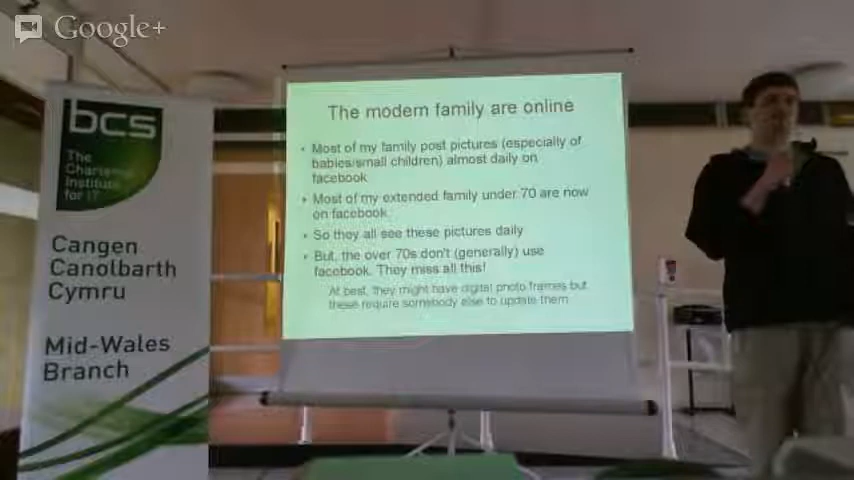 Google+
bcs
The
Chartered
Institute
for IT
Cangen
Canolbarth
Cymru
Mid-Wales
Branch
The modern family are online
• Most of my family post pictures (especially of
babies/small children) almost daily on
facebook
• Most of my extended family under 70 are now
on facebook
• So they all see these pictures daily
• But, the over 70s don't (generally) use
facebook. They miss all this!
At best, they might have digital photo frames but
these require somebody else to update them